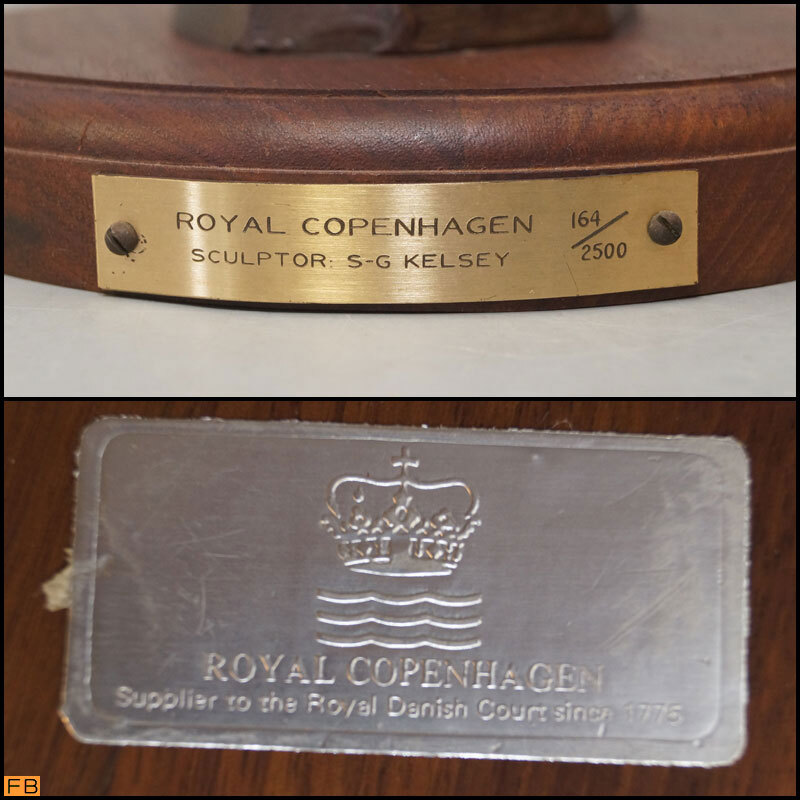 ROYAL COPENHAGEN 164/2500
SCULPTOR: S-G KELSEY
ROYAL COPENHAGEN
Supplier to the Royal Danish Court since 1775
FB